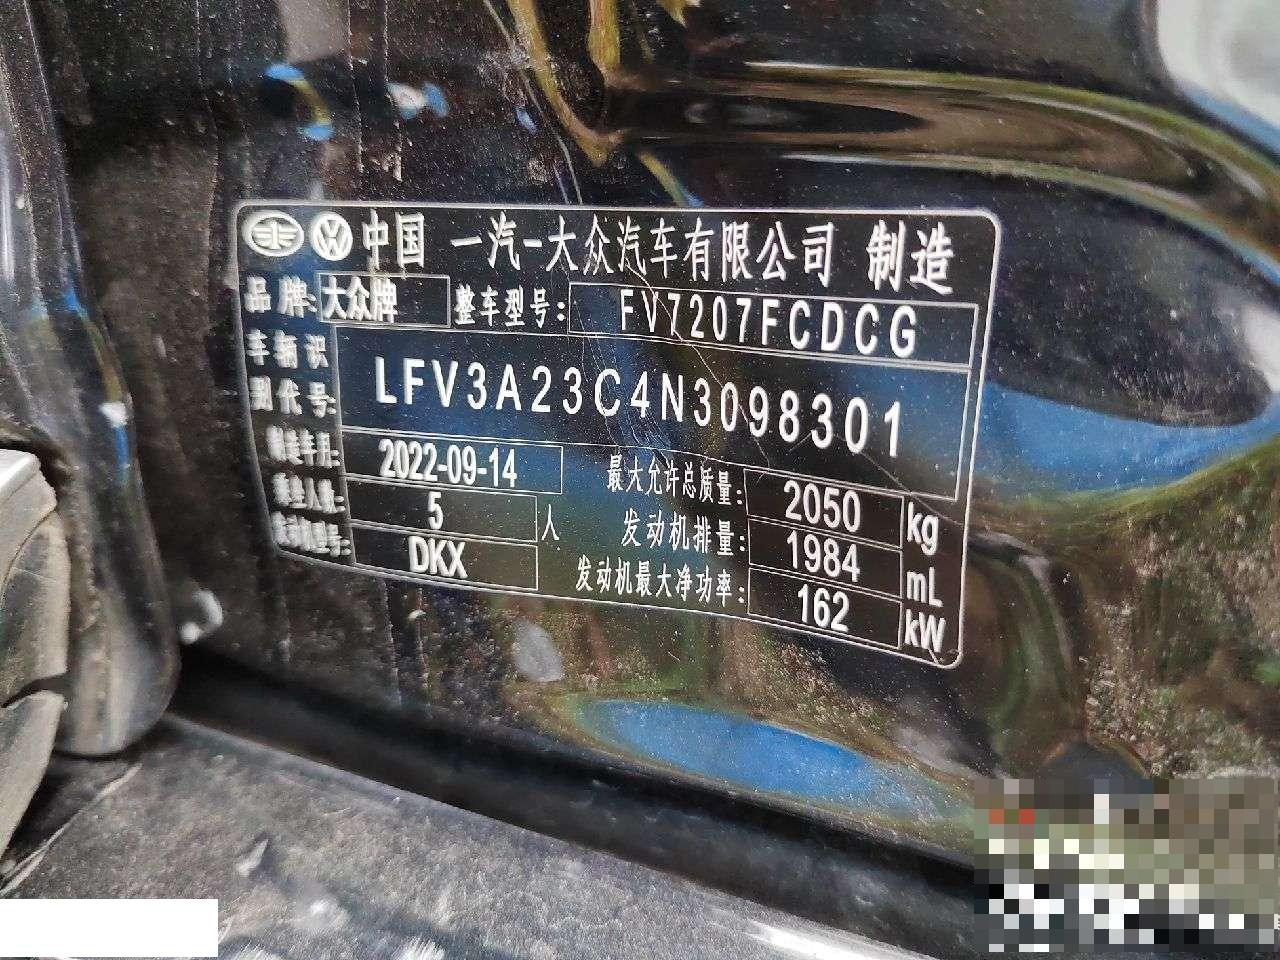 中国 一汽-大众汽车有限公司 制造
品牌: 大众牌 整车型号: FV7207FCDCG
车辆识
别代号: LFV3A23C4N3098301
制造年月: 2022-09-14 最大允许总质量: 2050 kg
乘坐人数: 5 人 发动机排量: 1984 mL
发动机型号: DKX 发动机最大净功率: 162 kW